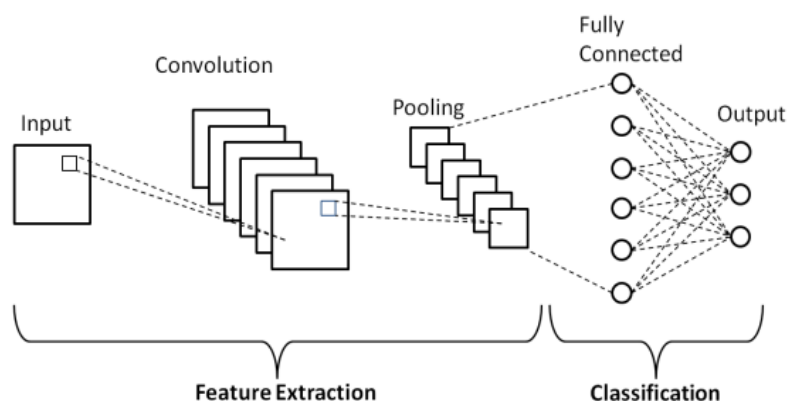 Input
Convolution
Pooling
Fully
Connected
Output
Feature Extraction
Classification